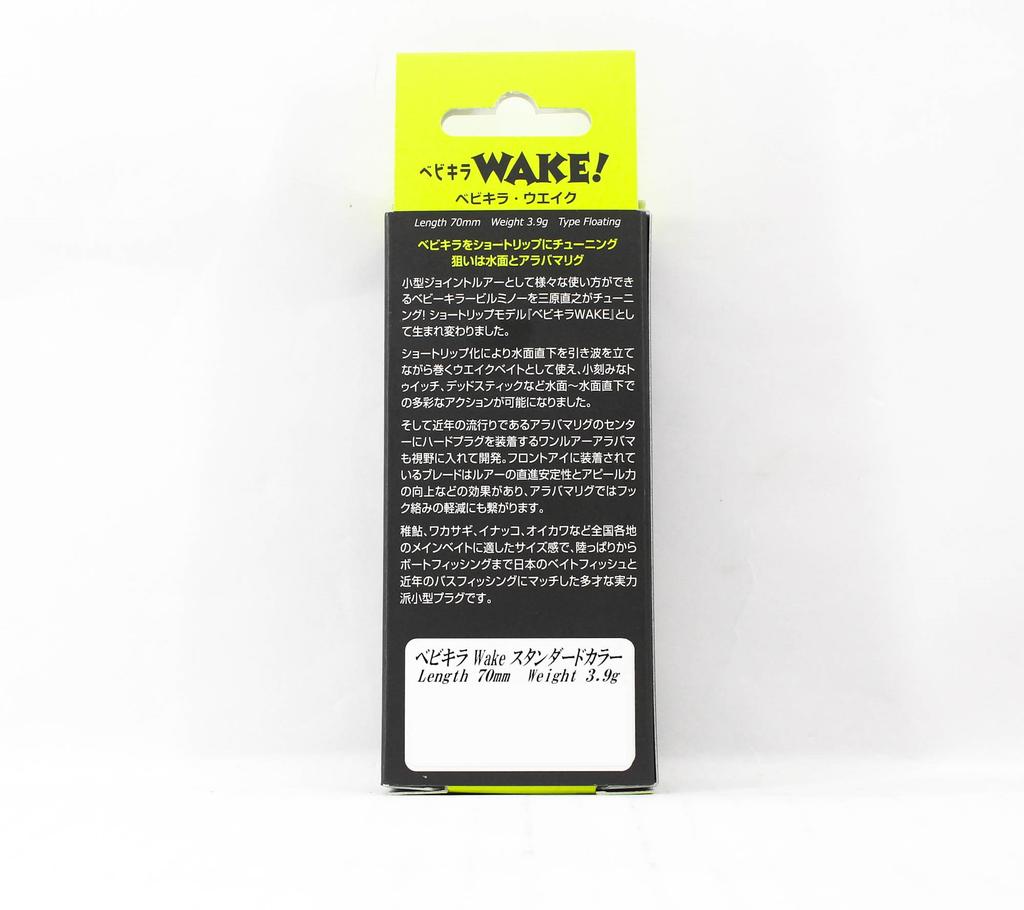 ベビキラWAKE!
ベビキラ・ウエイク
Length 70mm Weight 3.9g Type Floating
ベビキラをショートリップにチューニング
狙いは水面とアラバマリグ
小型ジョイントルアーとして様々な使い方ができ
るベビーキラービルミノーを三原直之がチューニ
ング! ショートリップモデル『ベビキラWAKE』とし
て生まれ変わりました。
ショートリップ化により水面直下を引き波を立て
ながら巻くウエイクベイトとして使え、小刻みなト
ゥイッチ、デッドスティックなど水面～水面直下で
の多彩なアクションが可能になりました。
そして近年の流行りであるアラバマリグのセンタ
ーにハードプラグを装着するワンルアーアラバマ
も視野に入れて開発。フロントアイに装着されて
いるブレードはルアーの直進安定性とアピール力
の向上などの効果があり、アラバマリグではフッ
ク絡みの軽減にも繋がります。
稚鮎、ワカサギ、イナッコ、オイカワなど全国各地
のメインベイトに適したサイズ感で、陸っぱりから
ボートフィッシングまで日本のベイトフィッシュと
近年のバスフィッシングにマッチした多才な実力
派小型プラグです。
ベビキラ Wake スタンダードカラー
Length 70mm Weight 3.9g